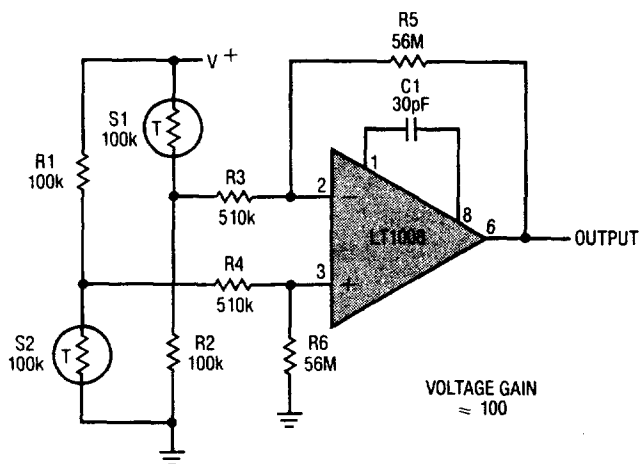 R5
56M
V+
C1
30pF
S1
100k
T
R1
100k
R3
510k
2
1
−
8
6
LT1008
OUTPUT
R4
510k
3
+
S2
100k
T
R2
100k
R6
56M
VOLTAGE GAIN
≈ 100